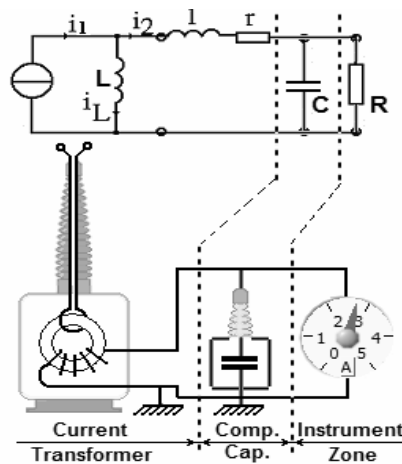 i1 i2 l r
L
iL
C R
2 3
1 4
0 5
A
Current Comp. Instrument
Transformer Cap. Zone